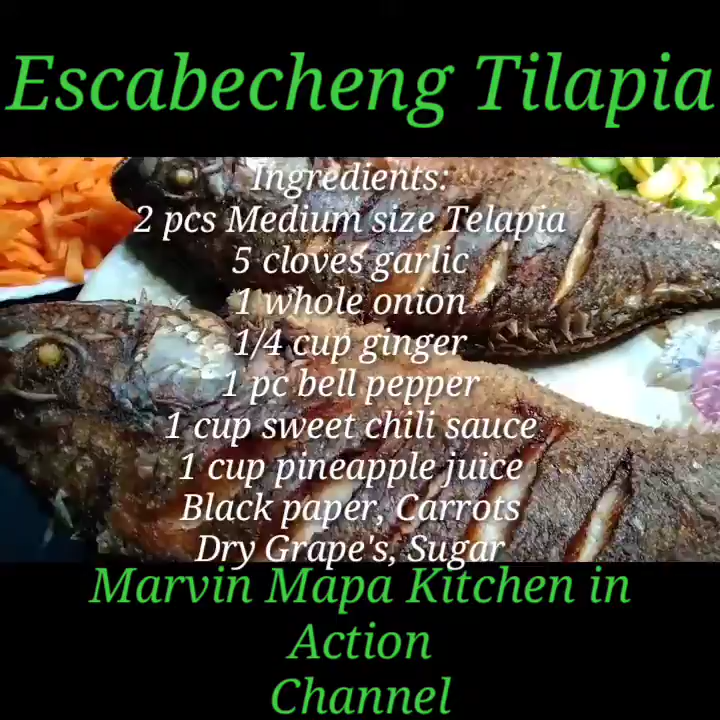 Escabecheng Tilapia
Ingredients:
2 pcs Medium size Telapia
5 cloves garlic
1 whole onion
1/4 cup ginger
1 pc bell pepper
1 cup sweet chili sauce
1 cup pineapple juice
Black paper, Carrots
Dry Grape's, Sugar
Marvin Mapa Kitchen in
Action
Channel